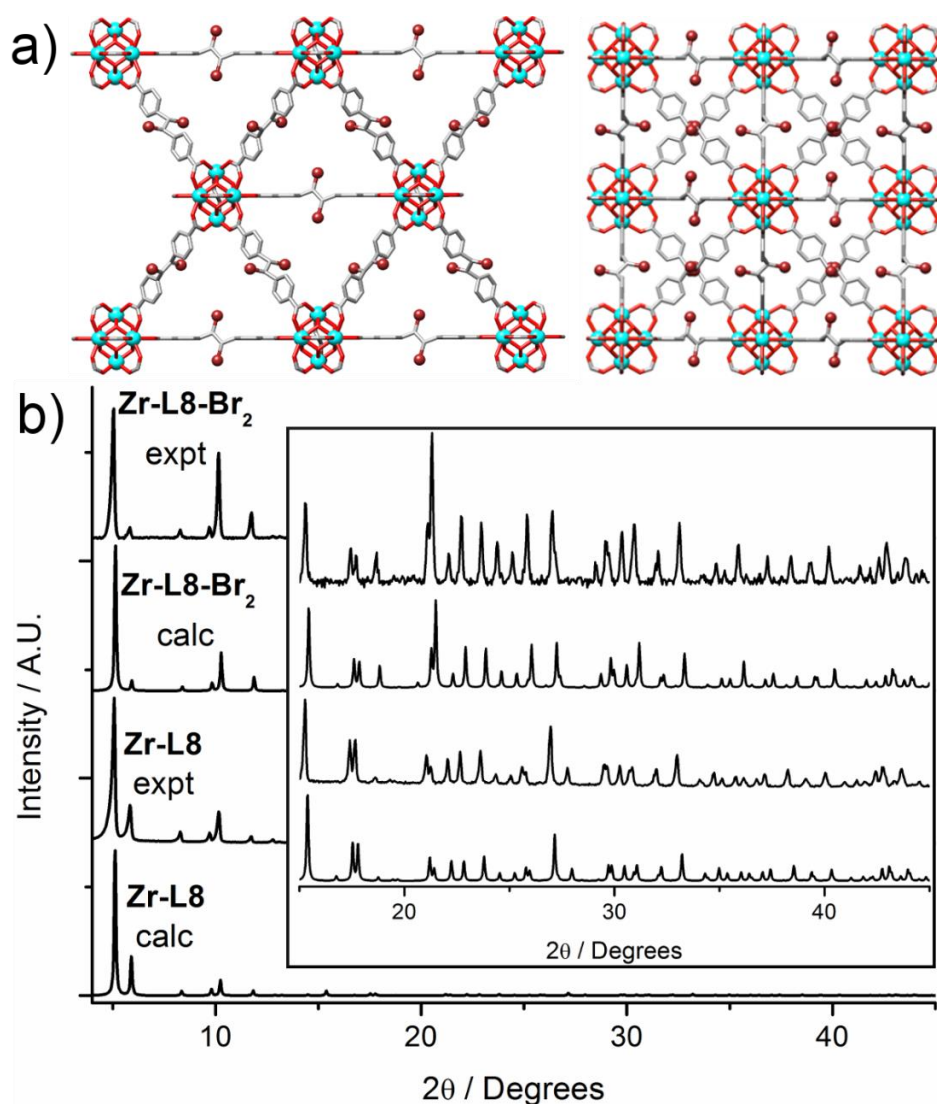 a)
b)
Zr-L8-Br₂
expt
Zr-L8-Br₂
calc
Zr-L8
expt
Zr-L8
calc
Intensity / A.U.
20 30 40
2θ / Degrees
10 20 30 40
2θ / Degrees